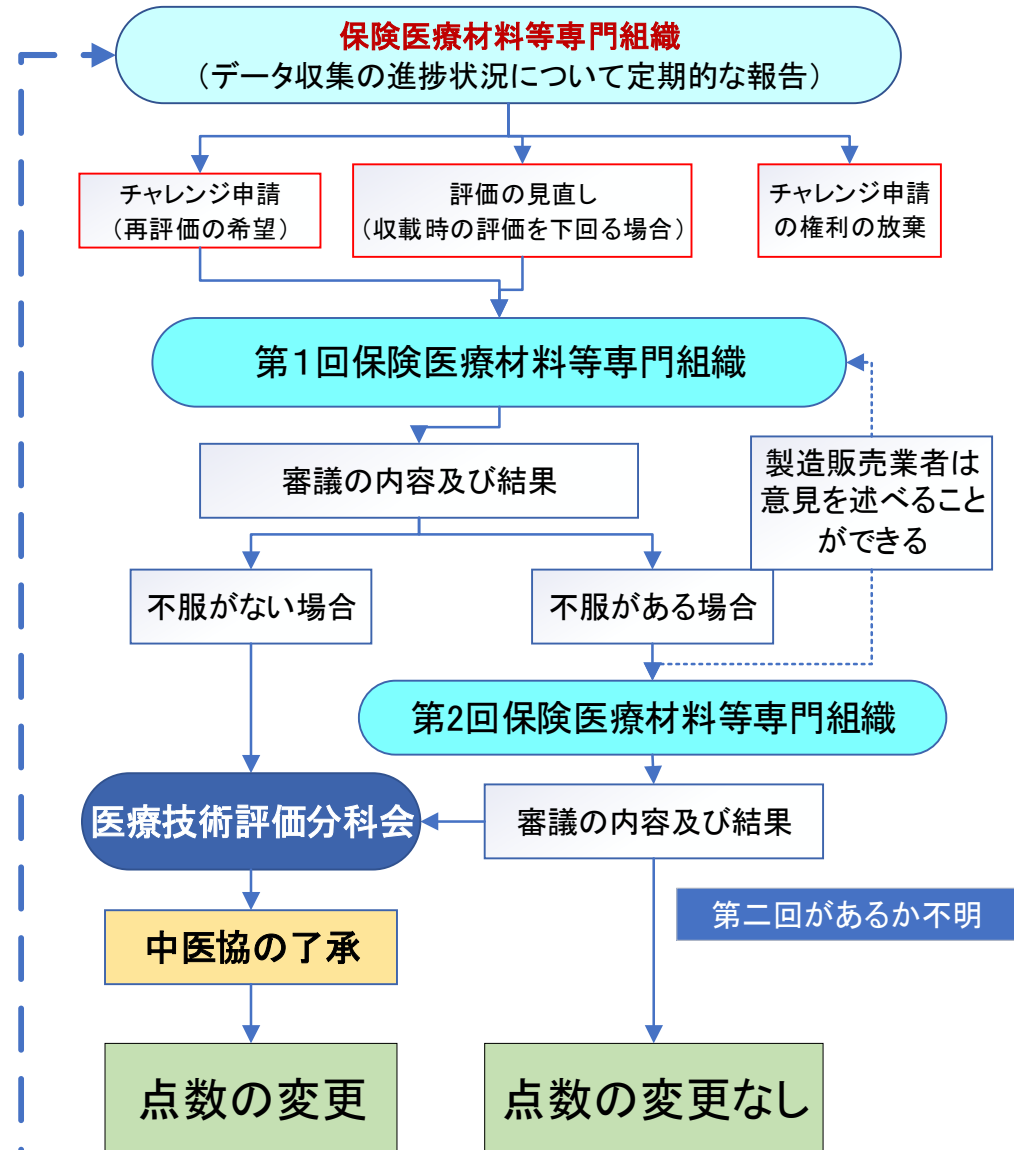 保険医療材料等専門組織
（データ収集の進捗状況について定期的な報告）
チャレンジ申請
（再評価の希望）
評価の見直し
（収載時の評価を下回る場合）
チャレンジ申請
の権利の放棄
第１回保険医療材料等専門組織
審議の内容及び結果
製造販売業者は
意見を述べること
ができる
不服がない場合
不服がある場合
第2回保険医療材料等専門組織
医療技術評価分科会
審議の内容及び結果
第二回があるか不明
中医協の了承
点数の変更
点数の変更なし